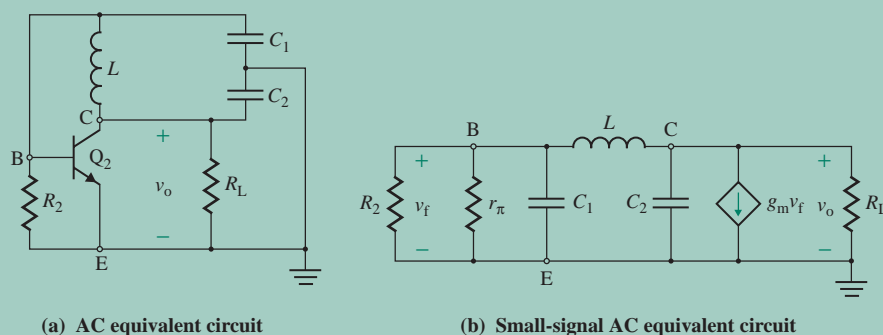 C1
L
C2
C
B
Q2
+
vo
−
R2
RL
E
(a) AC equivalent circuit
B
L
C
+
+
R2
vf
rπ
C1
C2
gmvf
vo
RL
−
−
E
(b) Small-signal AC equivalent circuit